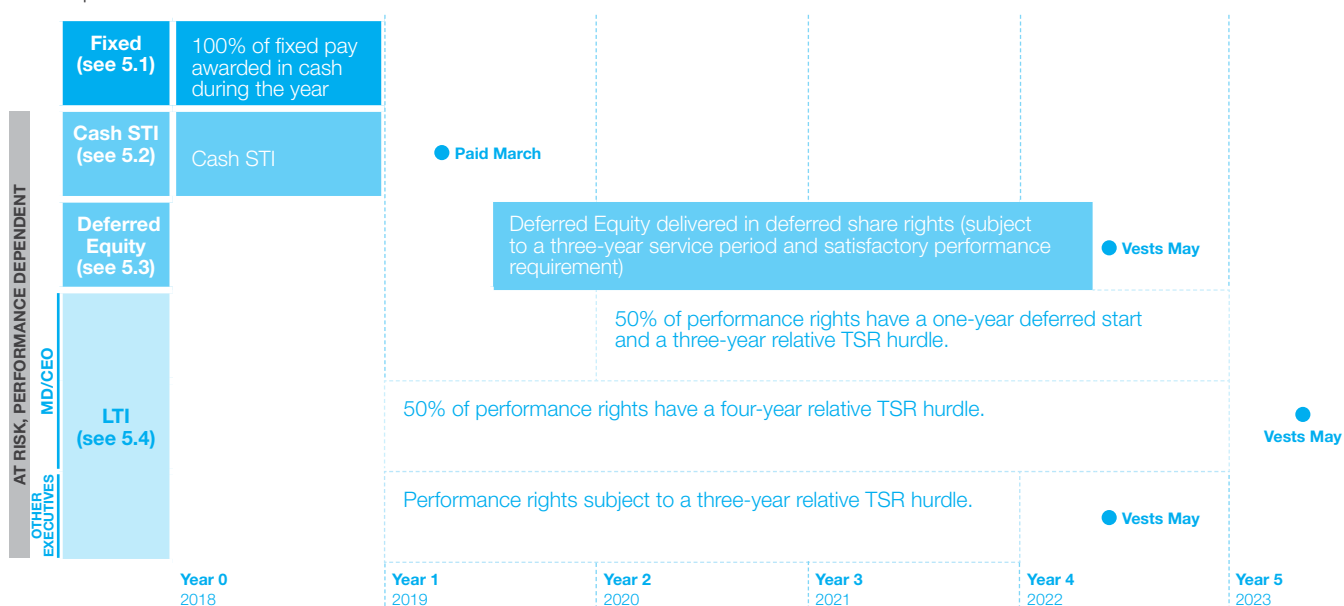 Fixed
(see 5.1)
100% of fixed pay
awarded in cash
during the year
AT RISK, PERFORMANCE DEPENDENT
Cash STI
(see 5.2)
Cash STI
Paid March
Deferred
Equity
(see 5.3)
Deferred Equity delivered in deferred share rights (subject
to a three-year service period and satisfactory performance
requirement)
Vests May
MD/CEO
LTI
(see 5.4)
50% of performance rights have a one-year deferred start
and a three-year relative TSR hurdle.
50% of performance rights have a four-year relative TSR hurdle.
Vests May
OTHER
EXECUTIVES
Performance rights subject to a three-year relative TSR hurdle.
Vests May
Year 0
2018
Year 1
2019
Year 2
2020
Year 3
2021
Year 4
2022
Year 5
2023